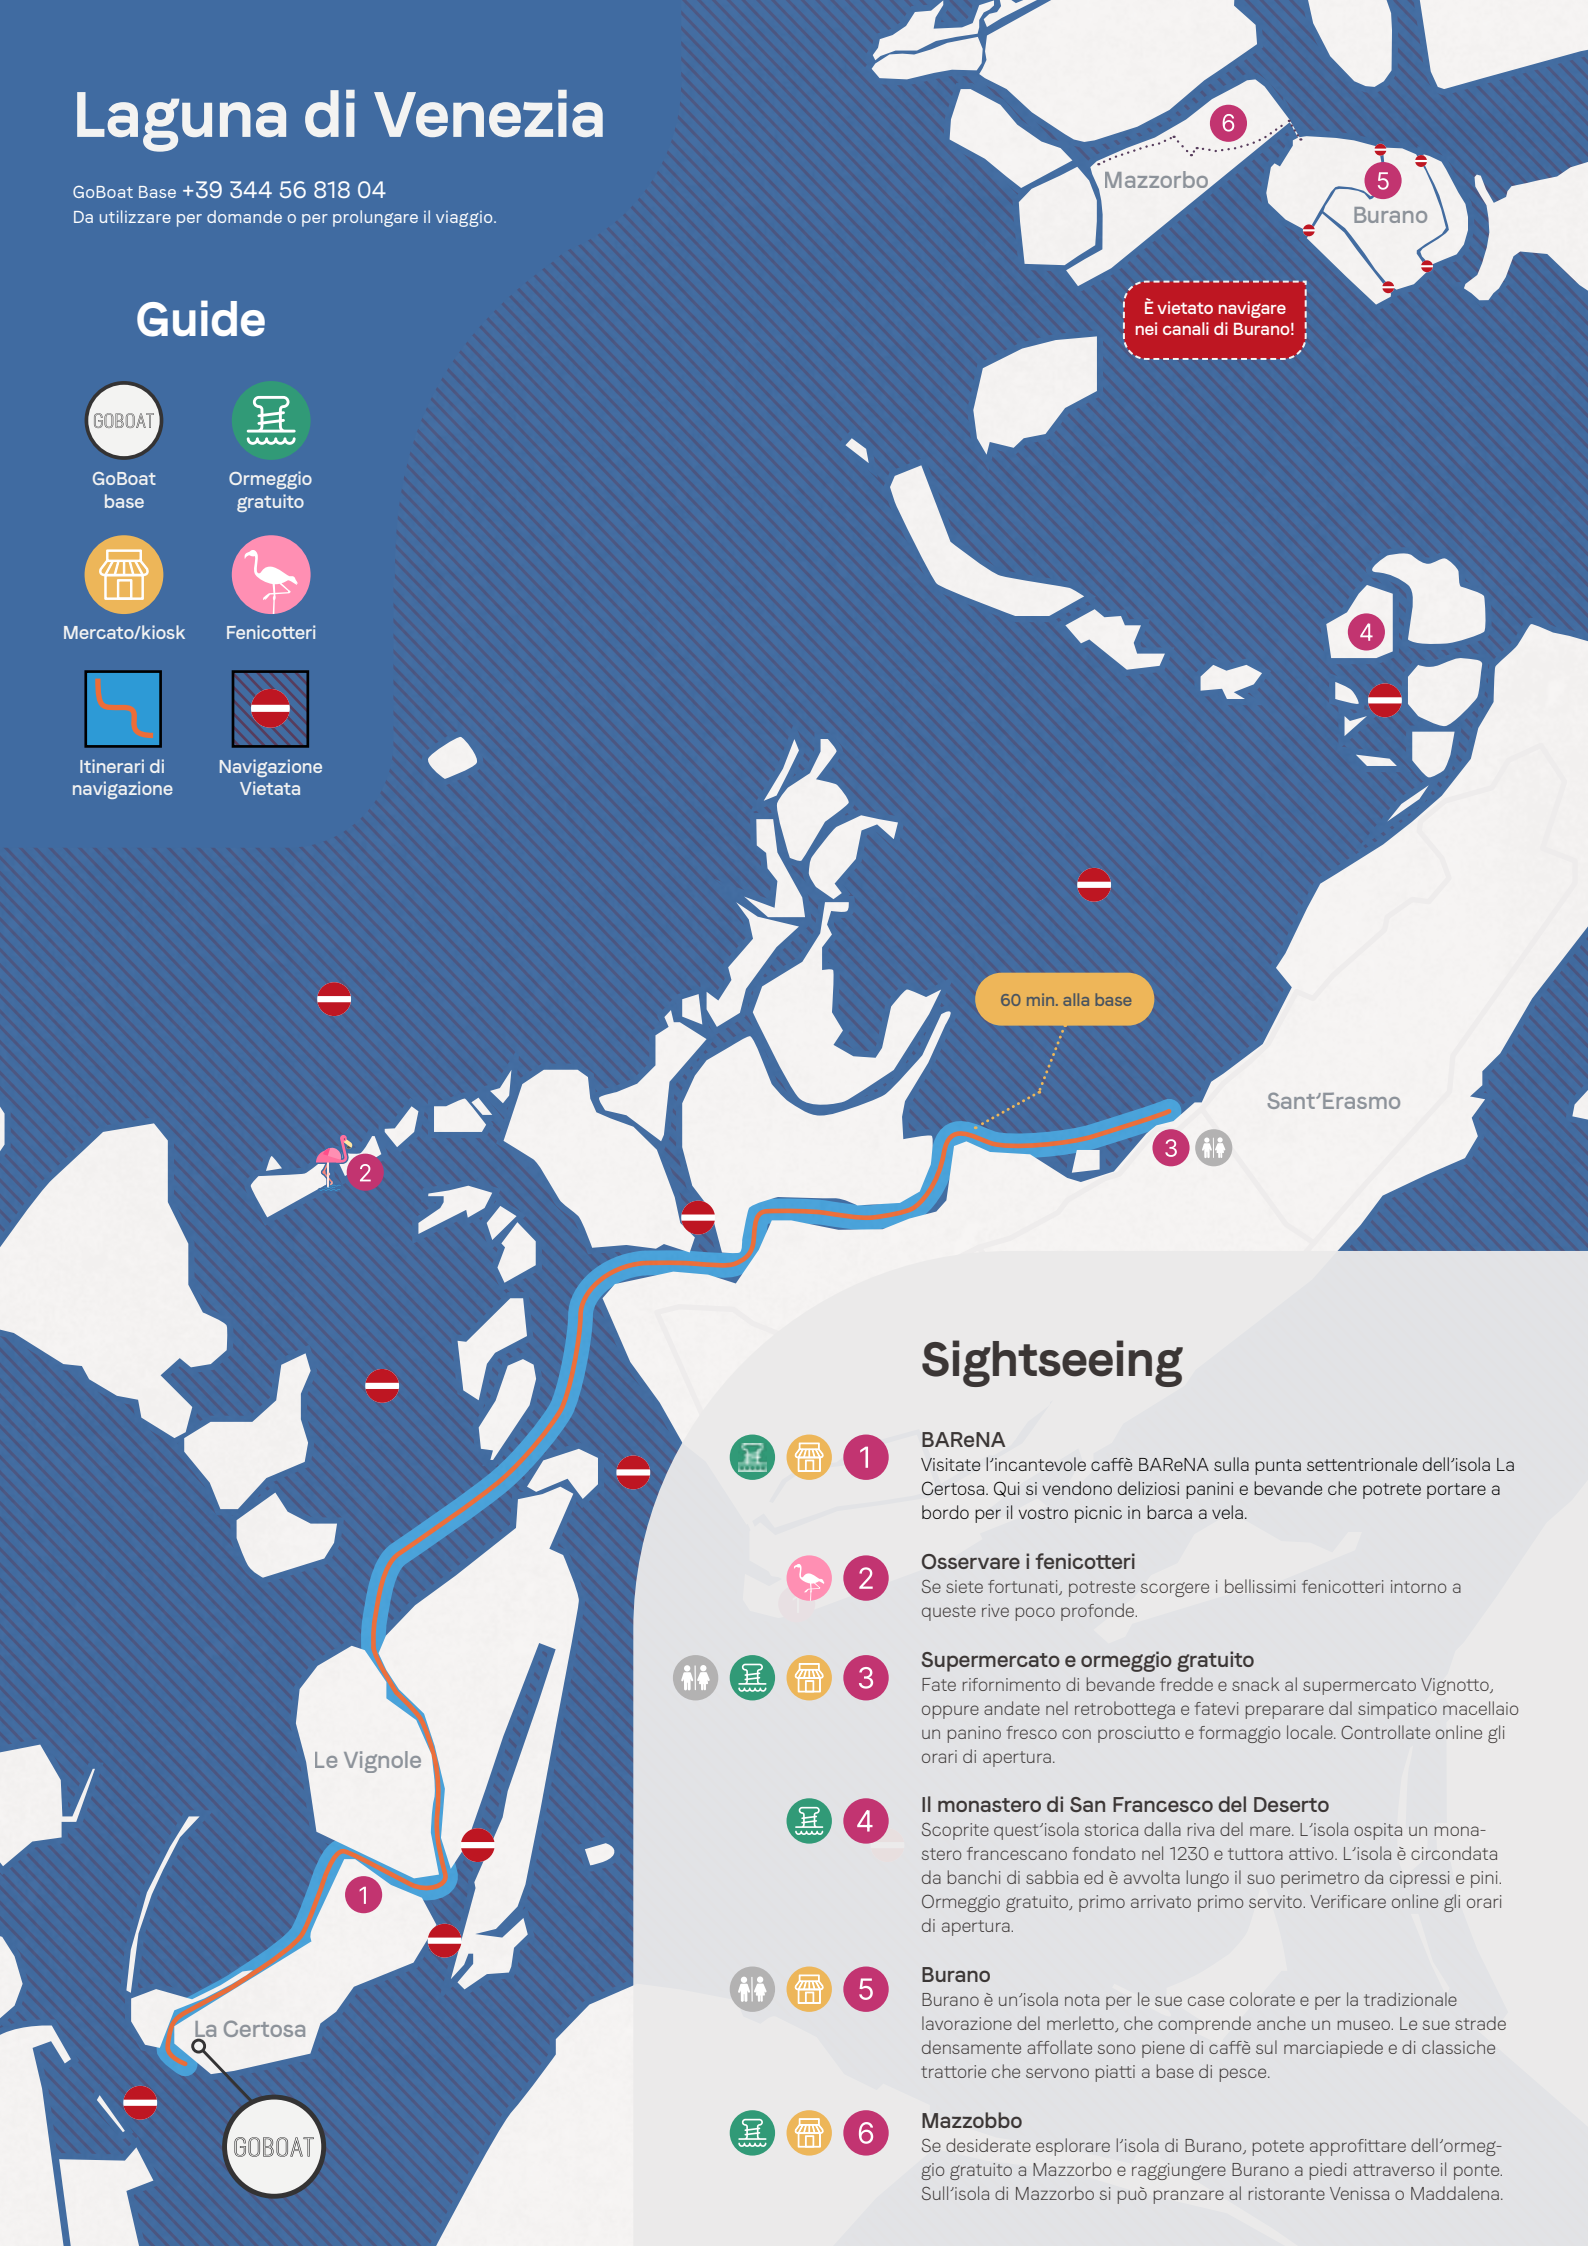 Laguna di Venezia
GoBoat Base +39 344 56 818 04
Da utilizzare per domande o per prolungare il viaggio.
Guide
GOBOAT
GoBoat
base
Ormeggio
gratuito
Mercato/kiosk
Fenicotteri
Itinerari di
navigazione
Navigazione
Vietata
6
Mazzorbo
5
Burano
È vietato navigare
nei canali di Burano!
4
60 min. alla base
Sant'Erasmo
3
2
Le Vignole
1
La Certosa
GOBOAT
Sightseeing
1
BAReNA
Visitate l'incantevole caffè BAReNA sulla punta settentrionale dell'isola La
Certosa. Qui si vendono deliziosi panini e bevande che potrete portare a
bordo per il vostro picnic in barca a vela.
2
Osservare i fenicotteri
Se siete fortunati, potreste scorgere i bellissimi fenicotteri intorno a
queste rive poco profonde.
3
Supermercato e ormeggio gratuito
Fate rifornimento di bevande fredde e snack al supermercato Vignotto,
oppure andate nel retrobottega e fatevi preparare dal simpatico macellaio
un panino fresco con prosciutto e formaggio locale. Controllate online gli
orari di apertura.
4
Il monastero di San Francesco del Deserto
Scoprite quest'isola storica dalla riva del mare. L'isola ospita un mona-
stero francescano fondato nel 1230 e tuttora attivo. L'isola è circondata
da banchi di sabbia ed è avvolta lungo il suo perimetro da cipressi e pini.
Ormeggio gratuito, primo arrivato primo servito. Verificare online gli orari
di apertura.
5
Burano
Burano è un'isola nota per le sue case colorate e per la tradizionale
lavorazione del merletto, che comprende anche un museo. Le sue strade
densamente affollate sono piene di caffè sul marciapiede e di classiche
trattorie che servono piatti a base di pesce.
6
Mazzobbo
Se desiderate esplorare l'isola di Burano, potete approfittare dell'ormeg-
gio gratuito a Mazzorbo e raggiungere Burano a piedi attraverso il ponte.
Sull'isola di Mazzorbo si può pranzare al ristorante Venissa o Maddalena.